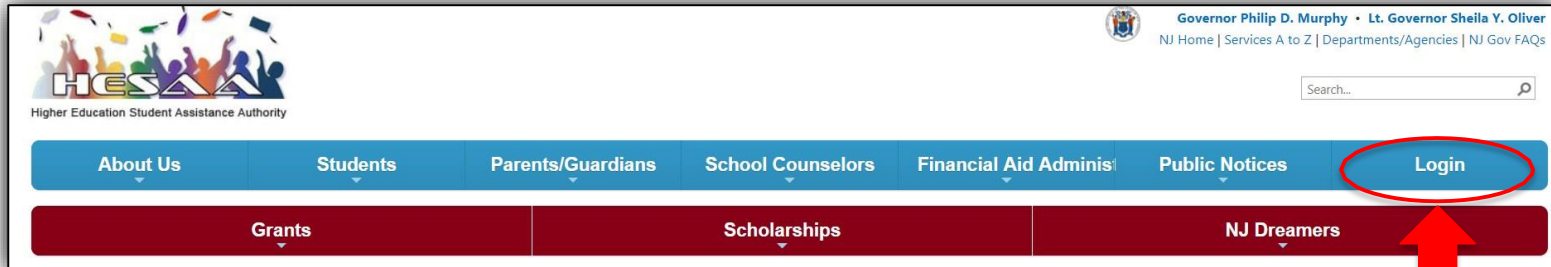 Governor Philip D. Murphy • Lt. Governor Sheila Y. Oliver
NJ Home | Services A to Z | Departments/Agencies | NJ Gov FAQs
HESAA
Higher Education Student Assistance Authority
Search...
About Us Students Parents/Guardians School Counselors Financial Aid Adminis Public Notices Login
Grants Scholarships NJ Dreamers